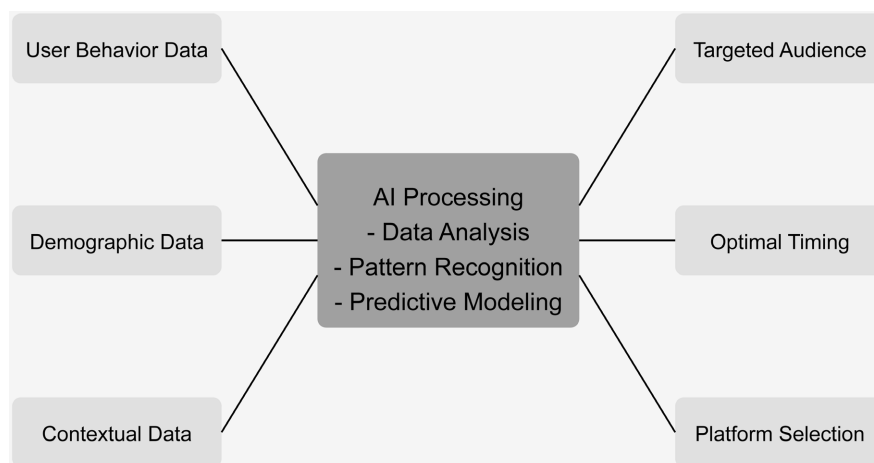 User Behavior Data
Targeted Audience
AI Processing
- Data Analysis
- Pattern Recognition
- Predictive Modeling
Demographic Data
Optimal Timing
Contextual Data
Platform Selection